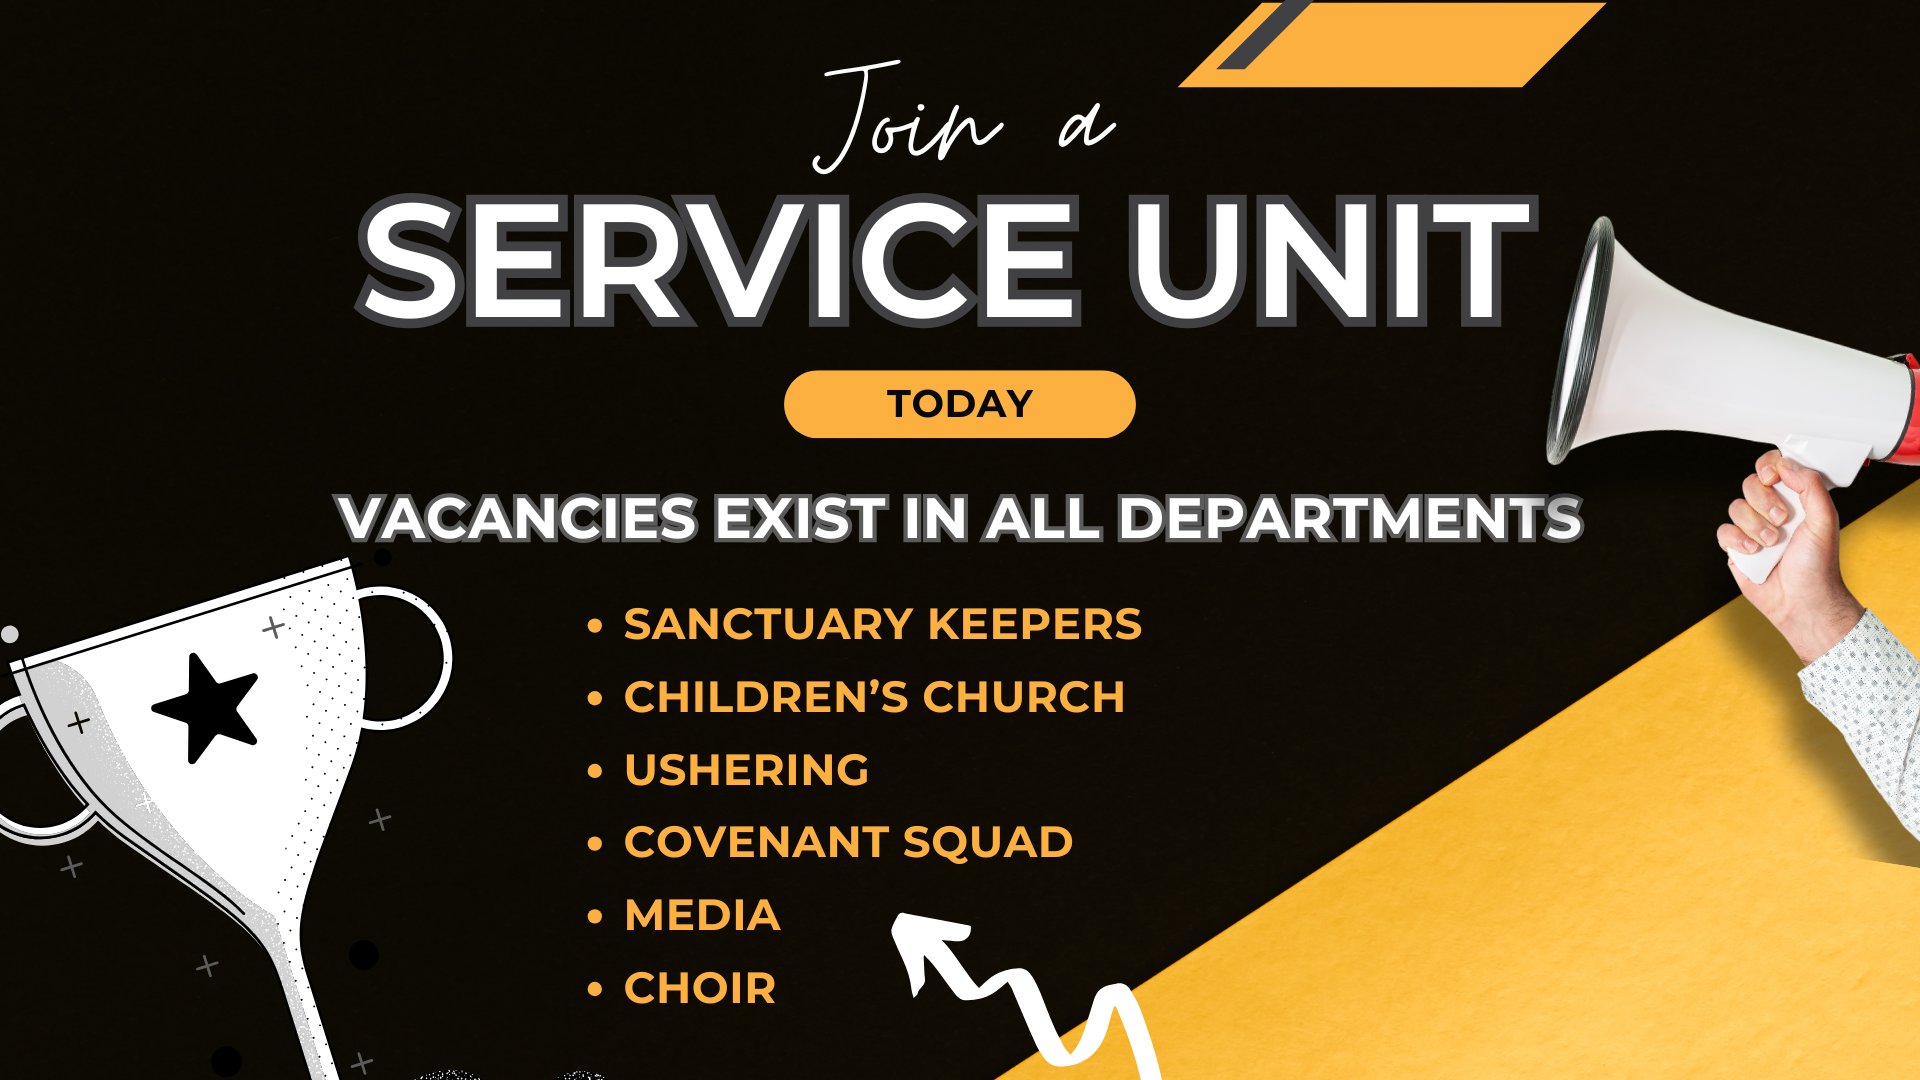 Join a
SERVICE UNIT
TODAY
VACANCIES EXIST IN ALL DEPARTMENTS
• SANCTUARY KEEPERS
• CHILDREN’S CHURCH
• USHERING
• COVENANT SQUAD
• MEDIA
• CHOIR